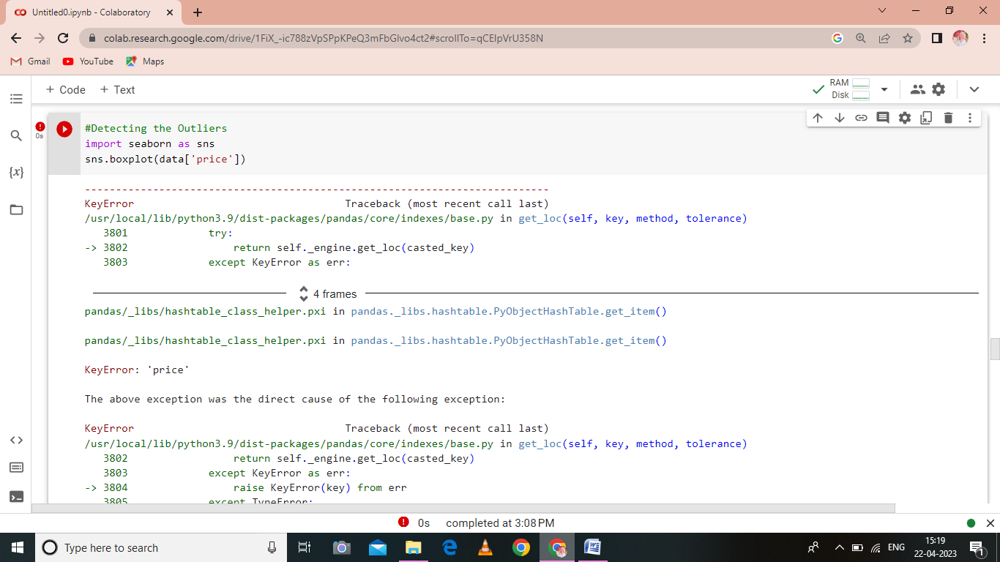 Untitled0.ipynb - Colaboratory
colab.research.google.com/drive/1FiX_-ic788zVpSPpKPeQ3mFbGlvo4ct2#scrollTo=qCElpVrU358N
Gmail YouTube Maps
+ Code + Text
RAM
Disk
0s
#Detecting the Outliers
import seaborn as sns
sns.boxplot(data['price'])
{x}
---------------------------------------------------------------------------
KeyError                                  Traceback (most recent call last)
/usr/local/lib/python3.9/dist-packages/pandas/core/indexes/base.py in get_loc(self, key, method, tolerance)
   3801             try:
-> 3802                 return self._engine.get_loc(casted_key)
   3803             except KeyError as err:
4 frames
pandas/_libs/hashtable_class_helper.pxi in pandas._libs.hashtable.PyObjectHashTable.get_item()
pandas/_libs/hashtable_class_helper.pxi in pandas._libs.hashtable.PyObjectHashTable.get_item()
KeyError: 'price'
The above exception was the direct cause of the following exception:
KeyError                                  Traceback (most recent call last)
/usr/local/lib/python3.9/dist-packages/pandas/core/indexes/base.py in get_loc(self, key, method, tolerance)
   3802                 return self._engine.get_loc(casted_key)
   3803             except KeyError as err:
-> 3804                 raise KeyError(key) from err
   3805             except TypeError:
0s completed at 3:08 PM
Type here to search
ENG
15:19
22-04-2023
1